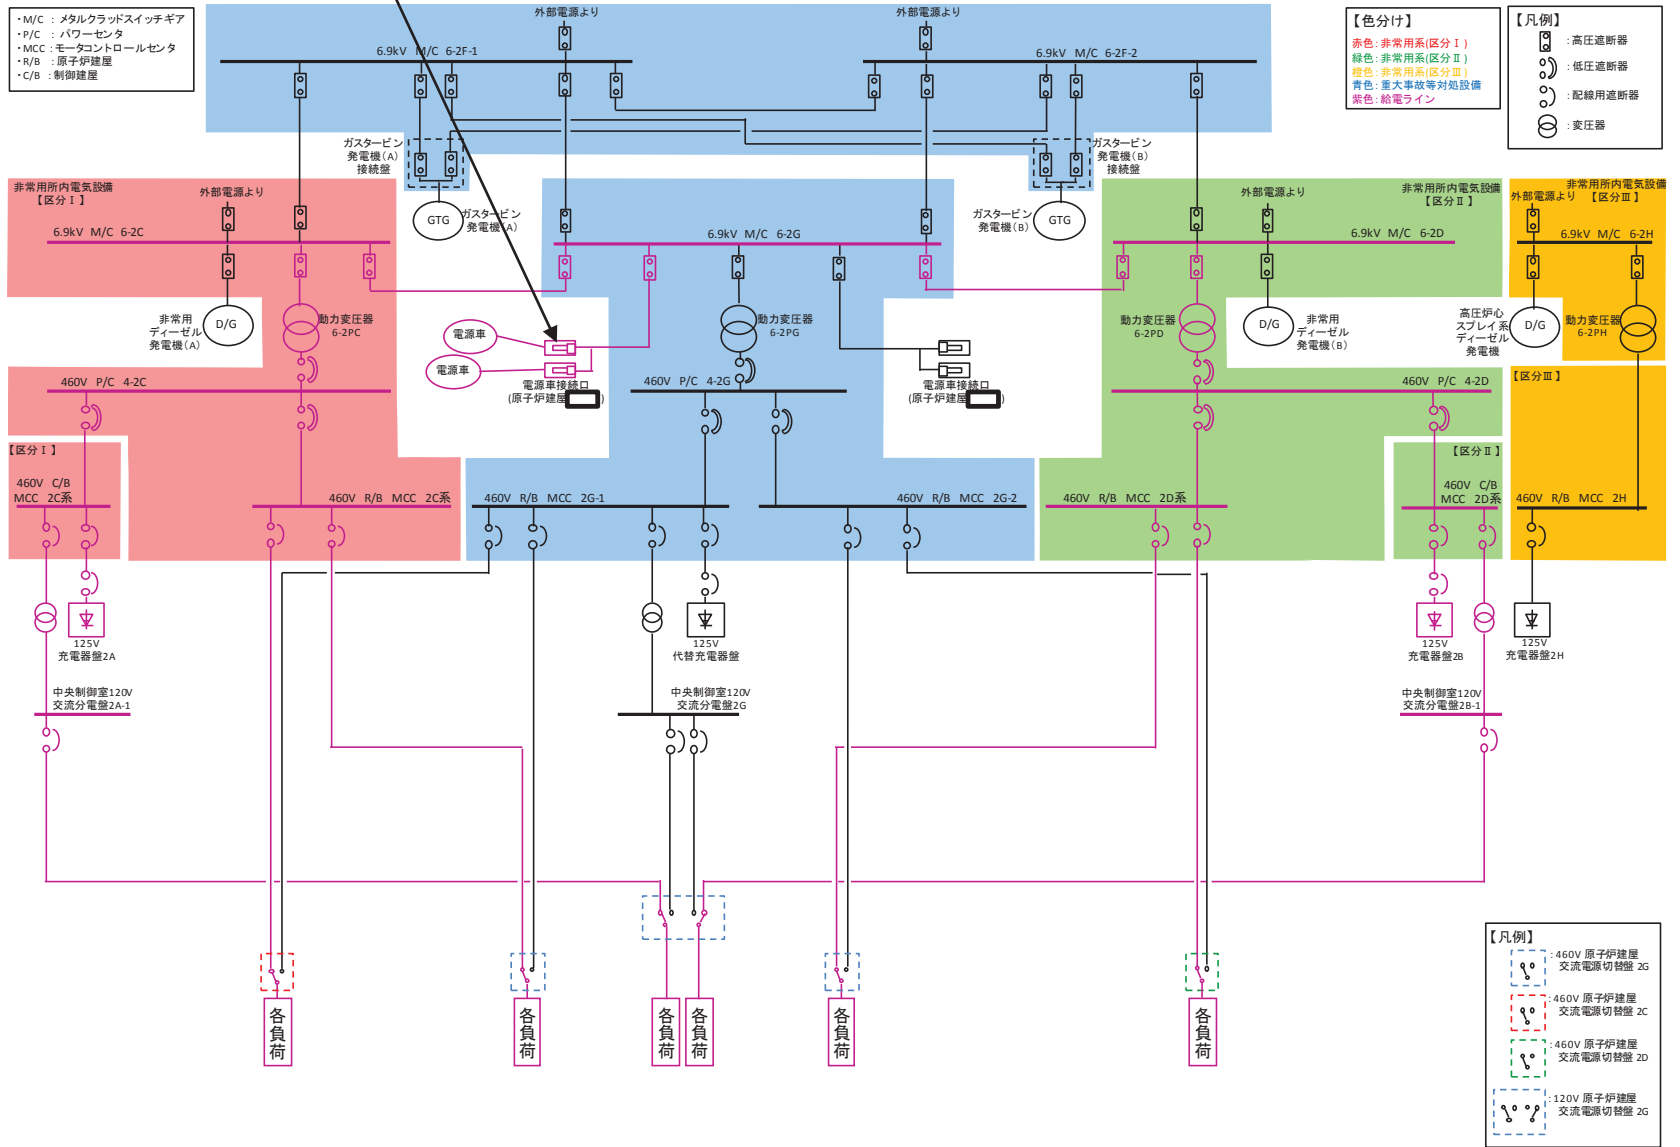 ・M/C ： メタルクラッドスイッチギア
・P/C ： パワーセンタ
・MCC ：モータコントロールセンタ
・R/B ：原子炉建屋
・C/B ：制御建屋
外部電源より
外部電源より
6.9kV M/C 6-2F-1
6.9kV M/C 6-2F-2
【色分け】
赤色：非常用系(区分Ⅰ)
緑色：非常用系(区分Ⅱ)
橙色：非常用系(区分Ⅲ)
青色：重大事故等対処設備
紫色：給電ライン
【凡例】
：高圧遮断器
：低圧遮断器
：配線用遮断器
：変圧器
ガスタービン
発電機(A)
接続盤
ガスタービン
発電機(B)
接続盤
非常用所内電気設備
【区分Ⅰ】
外部電源より
6.9kV M/C 6-2C
GTG
ガスタービン
発電機(A)
6.9kV M/C 6-2G
ガスタービン
発電機(B)
GTG
外部電源より
非常用所内電気設備
【区分Ⅱ】
6.9kV M/C 6-2D
非常用所内電気設備
【区分Ⅲ】
外部電源より
6.9kV M/C 6-2H
非常用
ディーゼル
発電機(A)
D/G
動力変圧器
6-2PC
電源車
電源車
電源車接続口
(原子炉建屋 )
動力変圧器
6-2PG
電源車接続口
(原子炉建屋 )
動力変圧器
6-2PD
D/G
非常用
ディーゼル
発電機(B)
高圧炉心
スプレイ系
ディーゼル
発電機
D/G
動力変圧器
6-2PH
460V P/C 4-2C
460V P/C 4-2G
460V P/C 4-2D
【区分Ⅲ】
【区分Ⅰ】
460V C/B
MCC 2C系
460V R/B MCC 2C系
460V R/B MCC 2G-1
460V R/B MCC 2G-2
460V R/B MCC 2D系
【区分Ⅱ】
460V C/B
MCC 2D系
460V R/B MCC 2H
125V
充電器盤2A
125V
代替充電器盤
125V
充電器盤2B
125V
充電器盤2H
中央制御室120V
交流分電盤2A-1
中央制御室120V
交流分電盤2G
中央制御室120V
交流分電盤2B-1
各負荷
各負荷
各負荷
各負荷
各負荷
各負荷
【凡例】
：460V 原子炉建屋
交流電源切替盤 2G
：460V 原子炉建屋
交流電源切替盤 2C
：460V 原子炉建屋
交流電源切替盤 2D
：120V 原子炉建屋
交流電源切替盤 2G